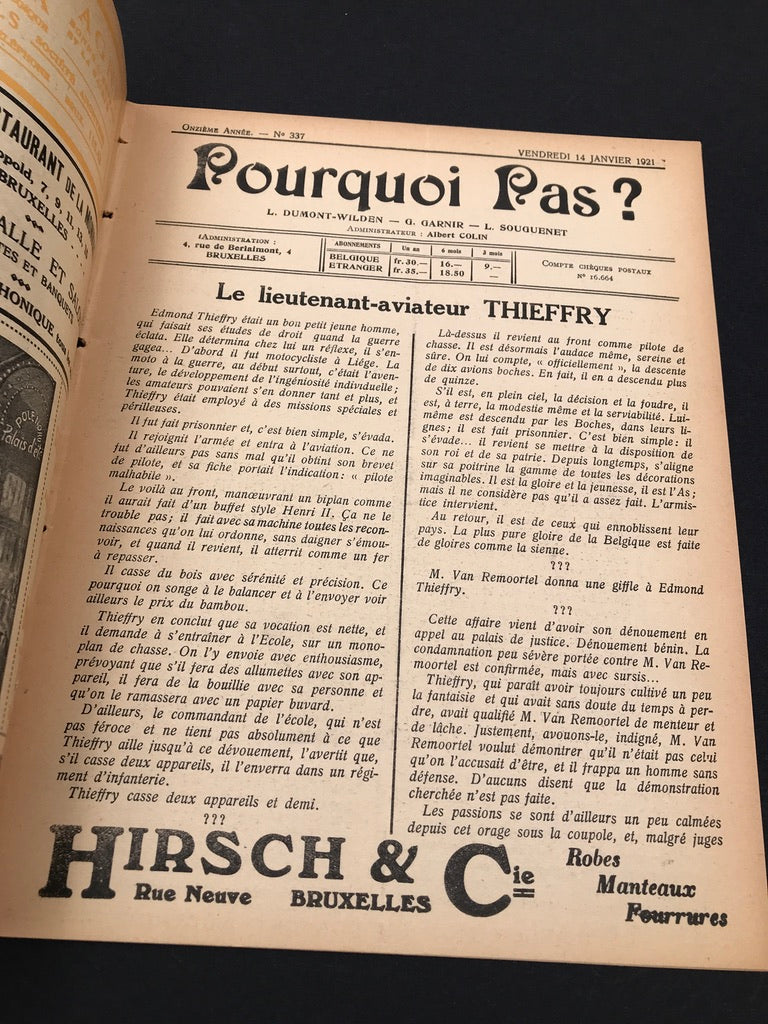 STAURANT DE LA
ppold, 7, 9, 11, 13,
BRUXELLES
ALLE ET
TES ET BANQUETS
HONIQUE
ONZIÈME ANNÉE. — N° 337
VENDREDI 14 JANVIER 1921
Pourquoi Pas?
L. DUMONT-WILDEN — G. GARNIR — L. SOUGUENET
ADMINISTRATEUR : Albert COLIN
ADMINISTRATION :
4, rue de Berlaimont, 4
BRUXELLES
ABONNEMENTS Un an 6 mois 3 mois
BELGIQUE fr. 30.— 16.— 9.—
ETRANGER fr. 35.— 18.50 —
COMPTE CHÈQUES POSTAUX
N° 16.664
Le lieutenant-aviateur THIEFFRY
Edmond Thieffry était un bon petit jeune homme,
qui faisait ses études de droit quand la guerre
éclata. Elle détermina chez lui un réflexe, il s'en-
gagea... D'abord il fut motocycliste à Liége. La
moto à la guerre, au début surtout, c'était l'aven-
ture, le développement de l'ingéniosité individuelle;
les amateurs pouvaient s'en donner tant et plus, et
Thieffry était employé à des missions spéciales et
périlleuses.
Il fut fait prisonnier et, c'est bien simple, s'évada.
Il rejoignit l'armée et entra à l'aviation. Ce ne
fut d'ailleurs pas sans mal qu'il obtint son brevet
de pilote, et sa fiche portait l'indication: « pilote
malhabile ».
Le voilà au front, manœuvrant un biplan comme
il aurait fait d'un buffet style Henri II. Ça ne le
trouble pas; il fait avec sa machine toutes les recon-
naissances qu'on lui ordonne, sans daigner s'émou-
voir, et quand il revient, il atterrit comme un fer
à repasser.
Il casse du bois avec sérénité et précision. Ce
pourquoi on songe à le balancer et à l'envoyer voir
ailleurs le prix du bambou.
Thieffry en conclut que sa vocation est nette, et
il demande à s'entraîner à l'Ecole, sur un mono-
plan de chasse. On l'y envoie avec enthousiasme,
prévoyant que s'il fera des allumettes avec son ap-
pareil, il fera de la bouillie avec sa personne et
qu'on le ramassera avec un papier buvard.
D'ailleurs, le commandant de l'école, qui n'est
pas féroce et ne tient pas absolument à ce que
Thieffry aille jusqu'à ce dévouement, l'avertit que,
s'il casse deux appareils, il l'enverra dans un régi-
ment d'infanterie.
Thieffry casse deux appareils et demi.
???
Là-dessus il revient au front comme pilote de
chasse. Il est désormais l'audace même, sereine et
sûre. On lui compte, « officiellement », la descente
de dix avions boches. En fait, il en a descendu plus
de quinze.
S'il est, en plein ciel, la décision et la foudre, il
est, à terre, la modestie même et la serviabilité. Lui-
même est descendu par les Boches, dans leurs li-
gnes; il est fait prisonnier. C'est bien simple: il
s'évade... il revient se mettre à la disposition de
son roi et de sa patrie. Depuis longtemps, s'aligne
sur sa poitrine la gamme de toutes les décorations
imaginables. Il est la gloire et la jeunesse, il est l'As;
mais il ne considère pas qu'il a assez fait. L'armis-
tice intervient.
Au retour, il est de ceux qui ennoblissent leur
pays. La plus pure gloire de la Belgique est faite
de gloires comme la sienne.
???
M. Van Remoortel donna une giffle à Edmond
Thieffry.
???
Cette affaire vient d'avoir son dénouement en
appel au palais de justice. Dénouement bénin. La
condamnation peu sévère portée contre M. Van Re-
moortel est confirmée, mais avec sursis...
Thieffry, qui paraît avoir toujours cultivé un peu
la fantaisie et qui avait sans doute du temps à per-
dre, avait qualifié M. Van Remoortel de menteur et
de lâche. Justement, avouons-le, indigné, M. Van
Remoortel voulut démontrer qu'il n'était pas celui
qu'on l'accusait d'être, et il frappa un homme sans
défense. D'aucuns disent que la démonstration
cherchée n'est pas faite.
Les passions se sont d'ailleurs un peu calmées
depuis cet orage sous la coupole, et, malgré juges
HIRSCH & Cie
Rue Neuve BRUXELLES
Robes
Manteaux
Fourrures